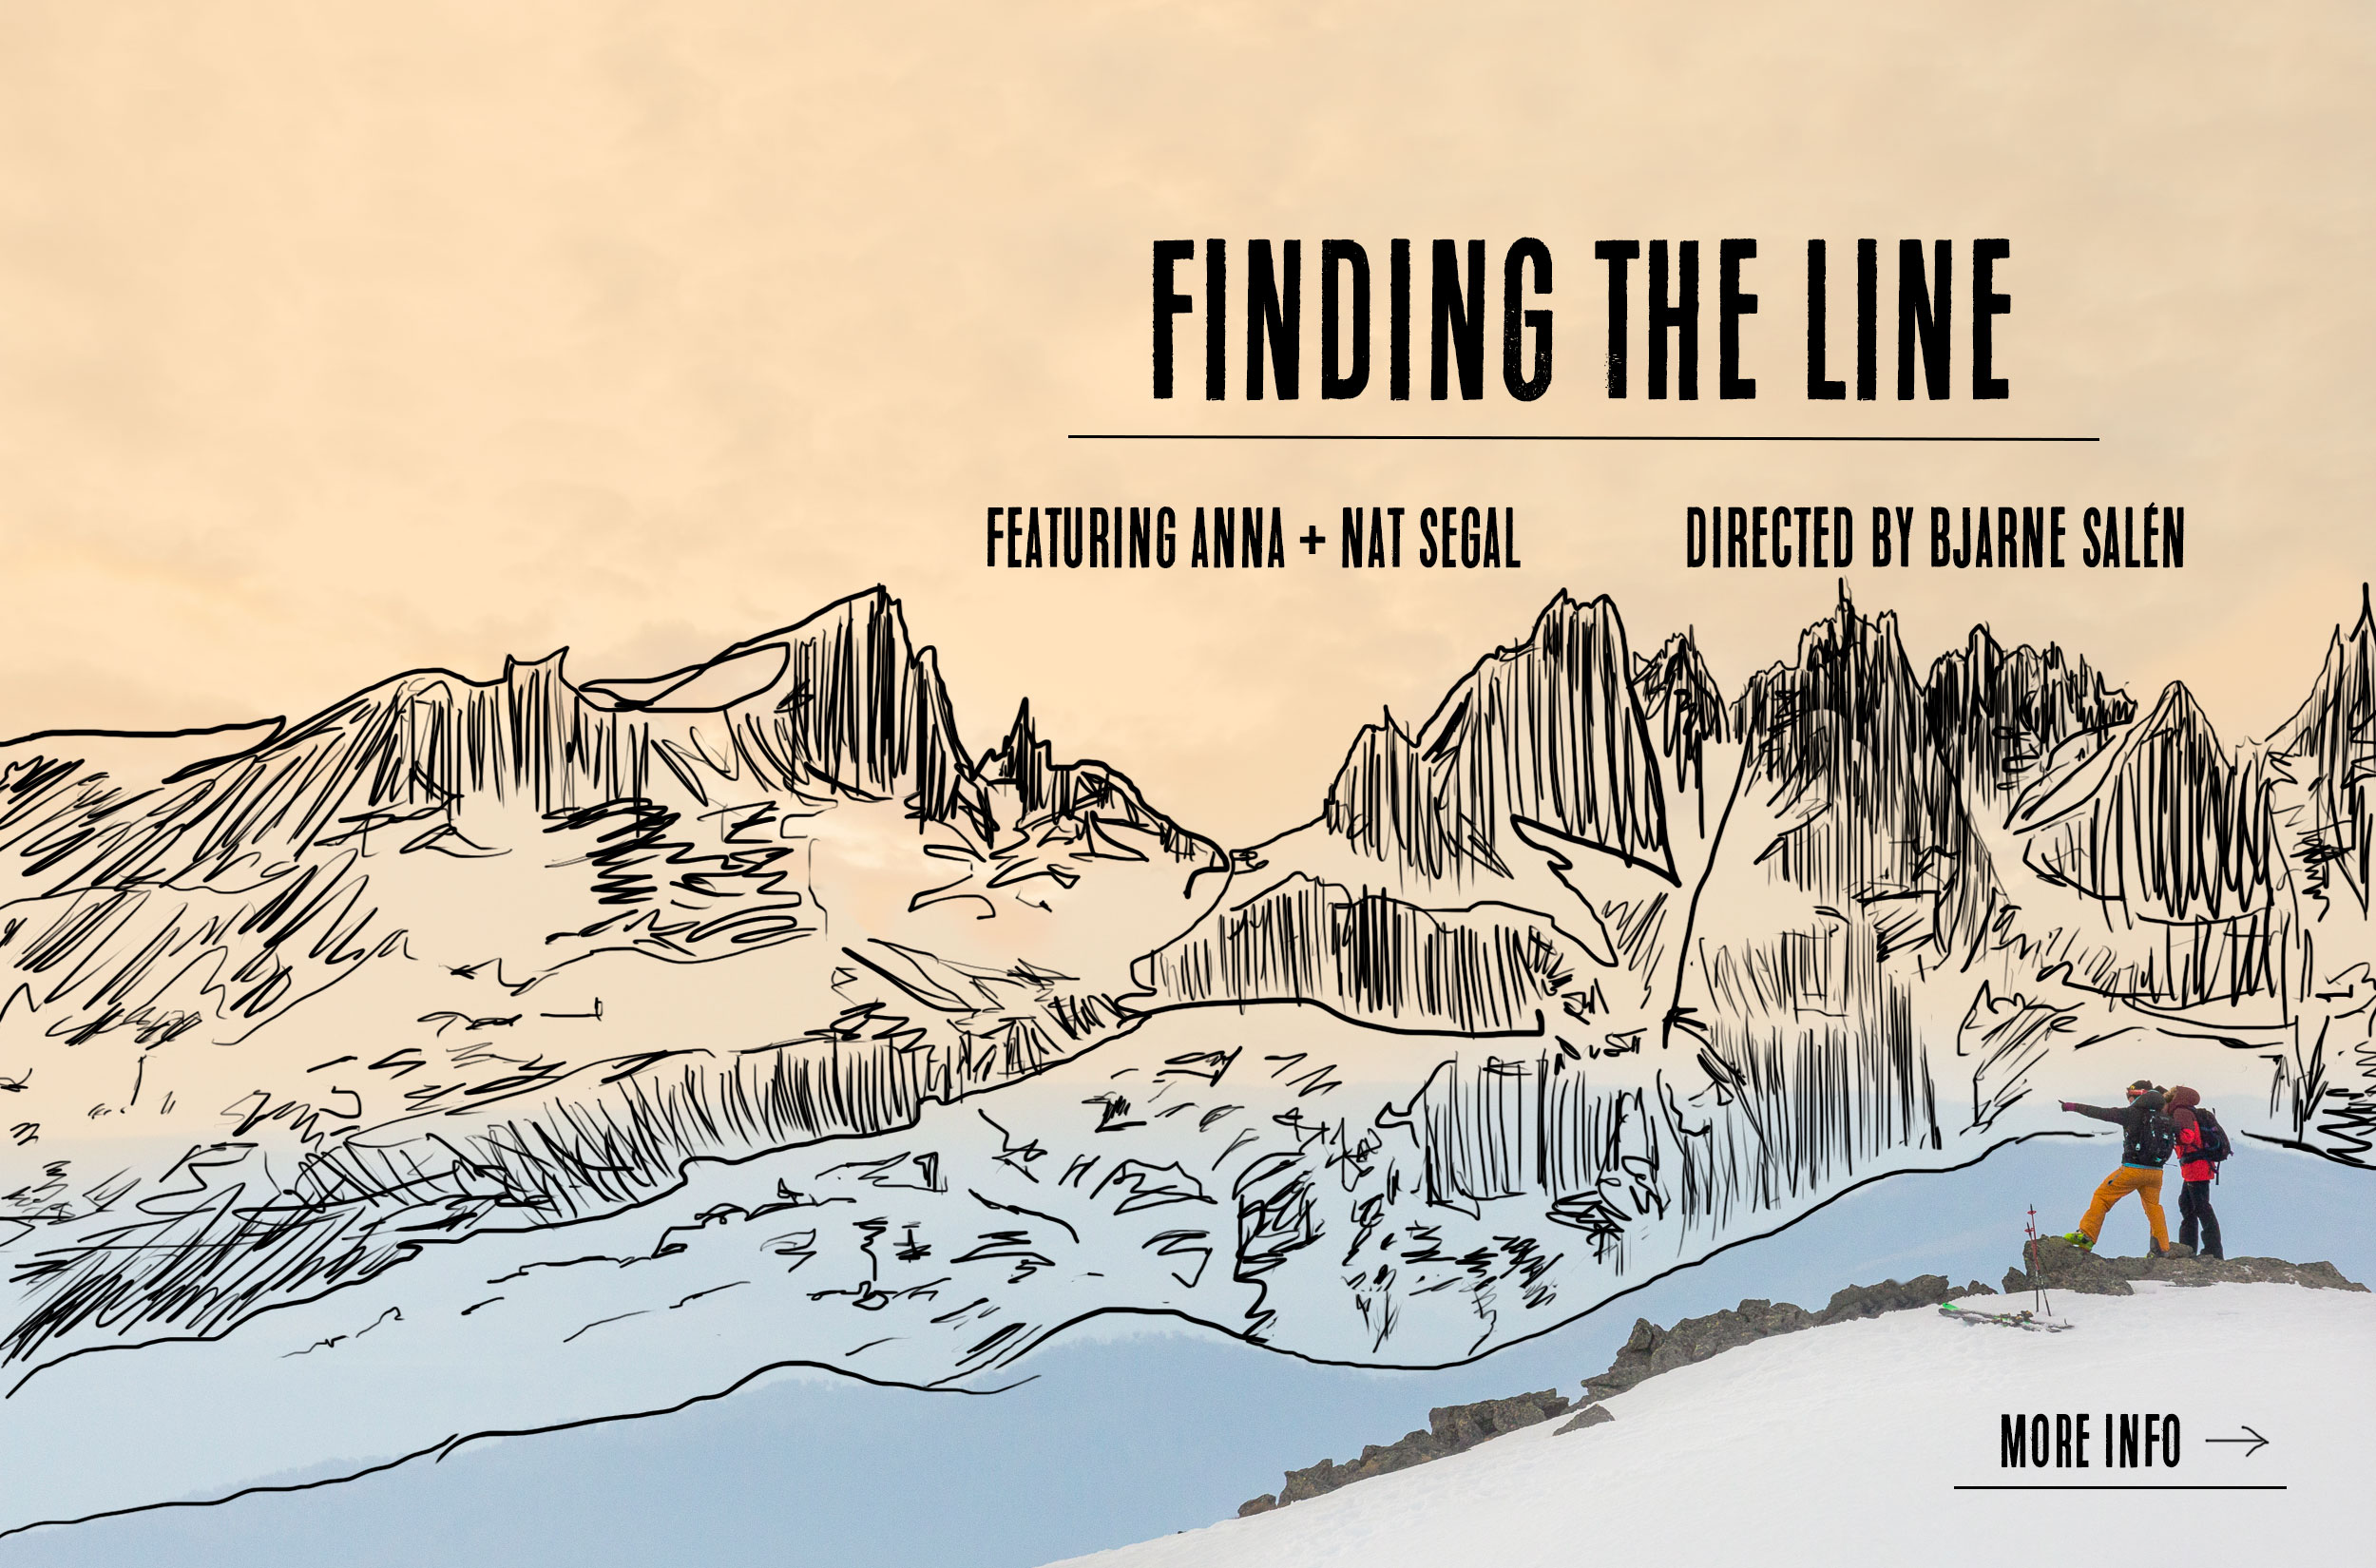 FINDING THE LINE
FEATURING ANNA + NAT SEGAL
DIRECTED BY BJARNE SALÉN
MORE INFO